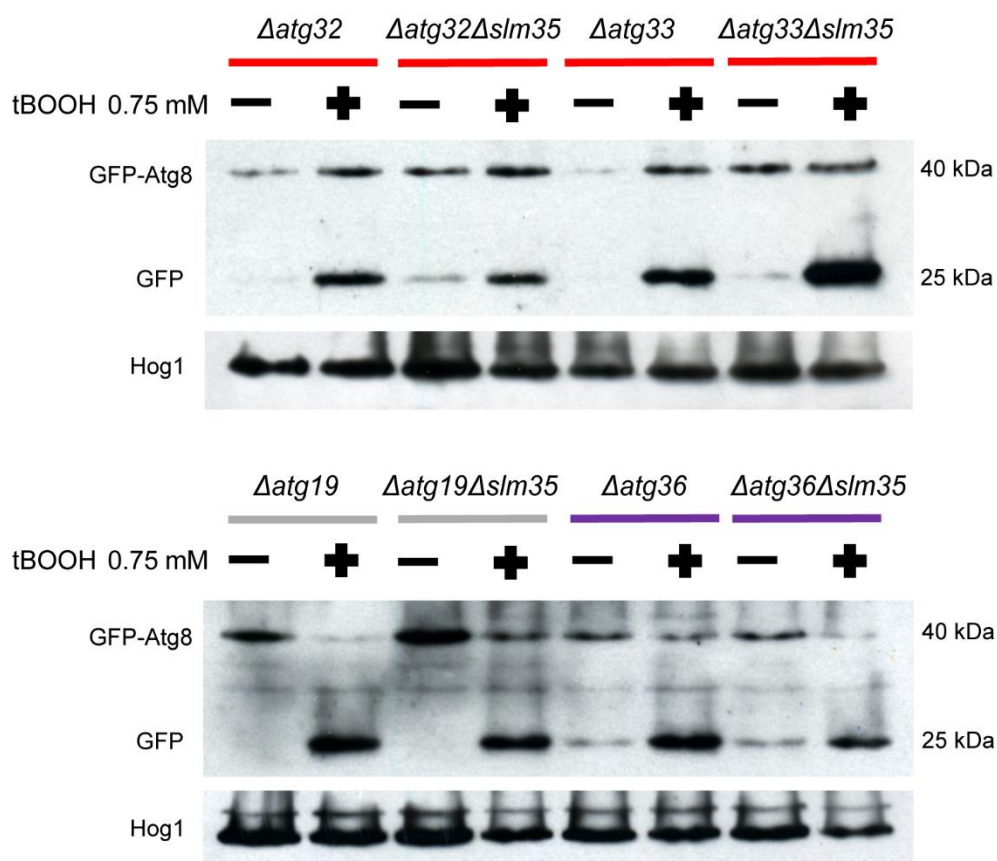 Δatg32 Δatg32Δslm35 Δatg33 Δatg33Δslm35
tBOOH 0.75 mM − + − + − + − +
GFP-Atg8 40 kDa
GFP 25 kDa
Hog1
Δatg19 Δatg19Δslm35 Δatg36 Δatg36Δslm35
tBOOH 0.75 mM − + − + − + − +
GFP-Atg8 40 kDa
GFP 25 kDa
Hog1